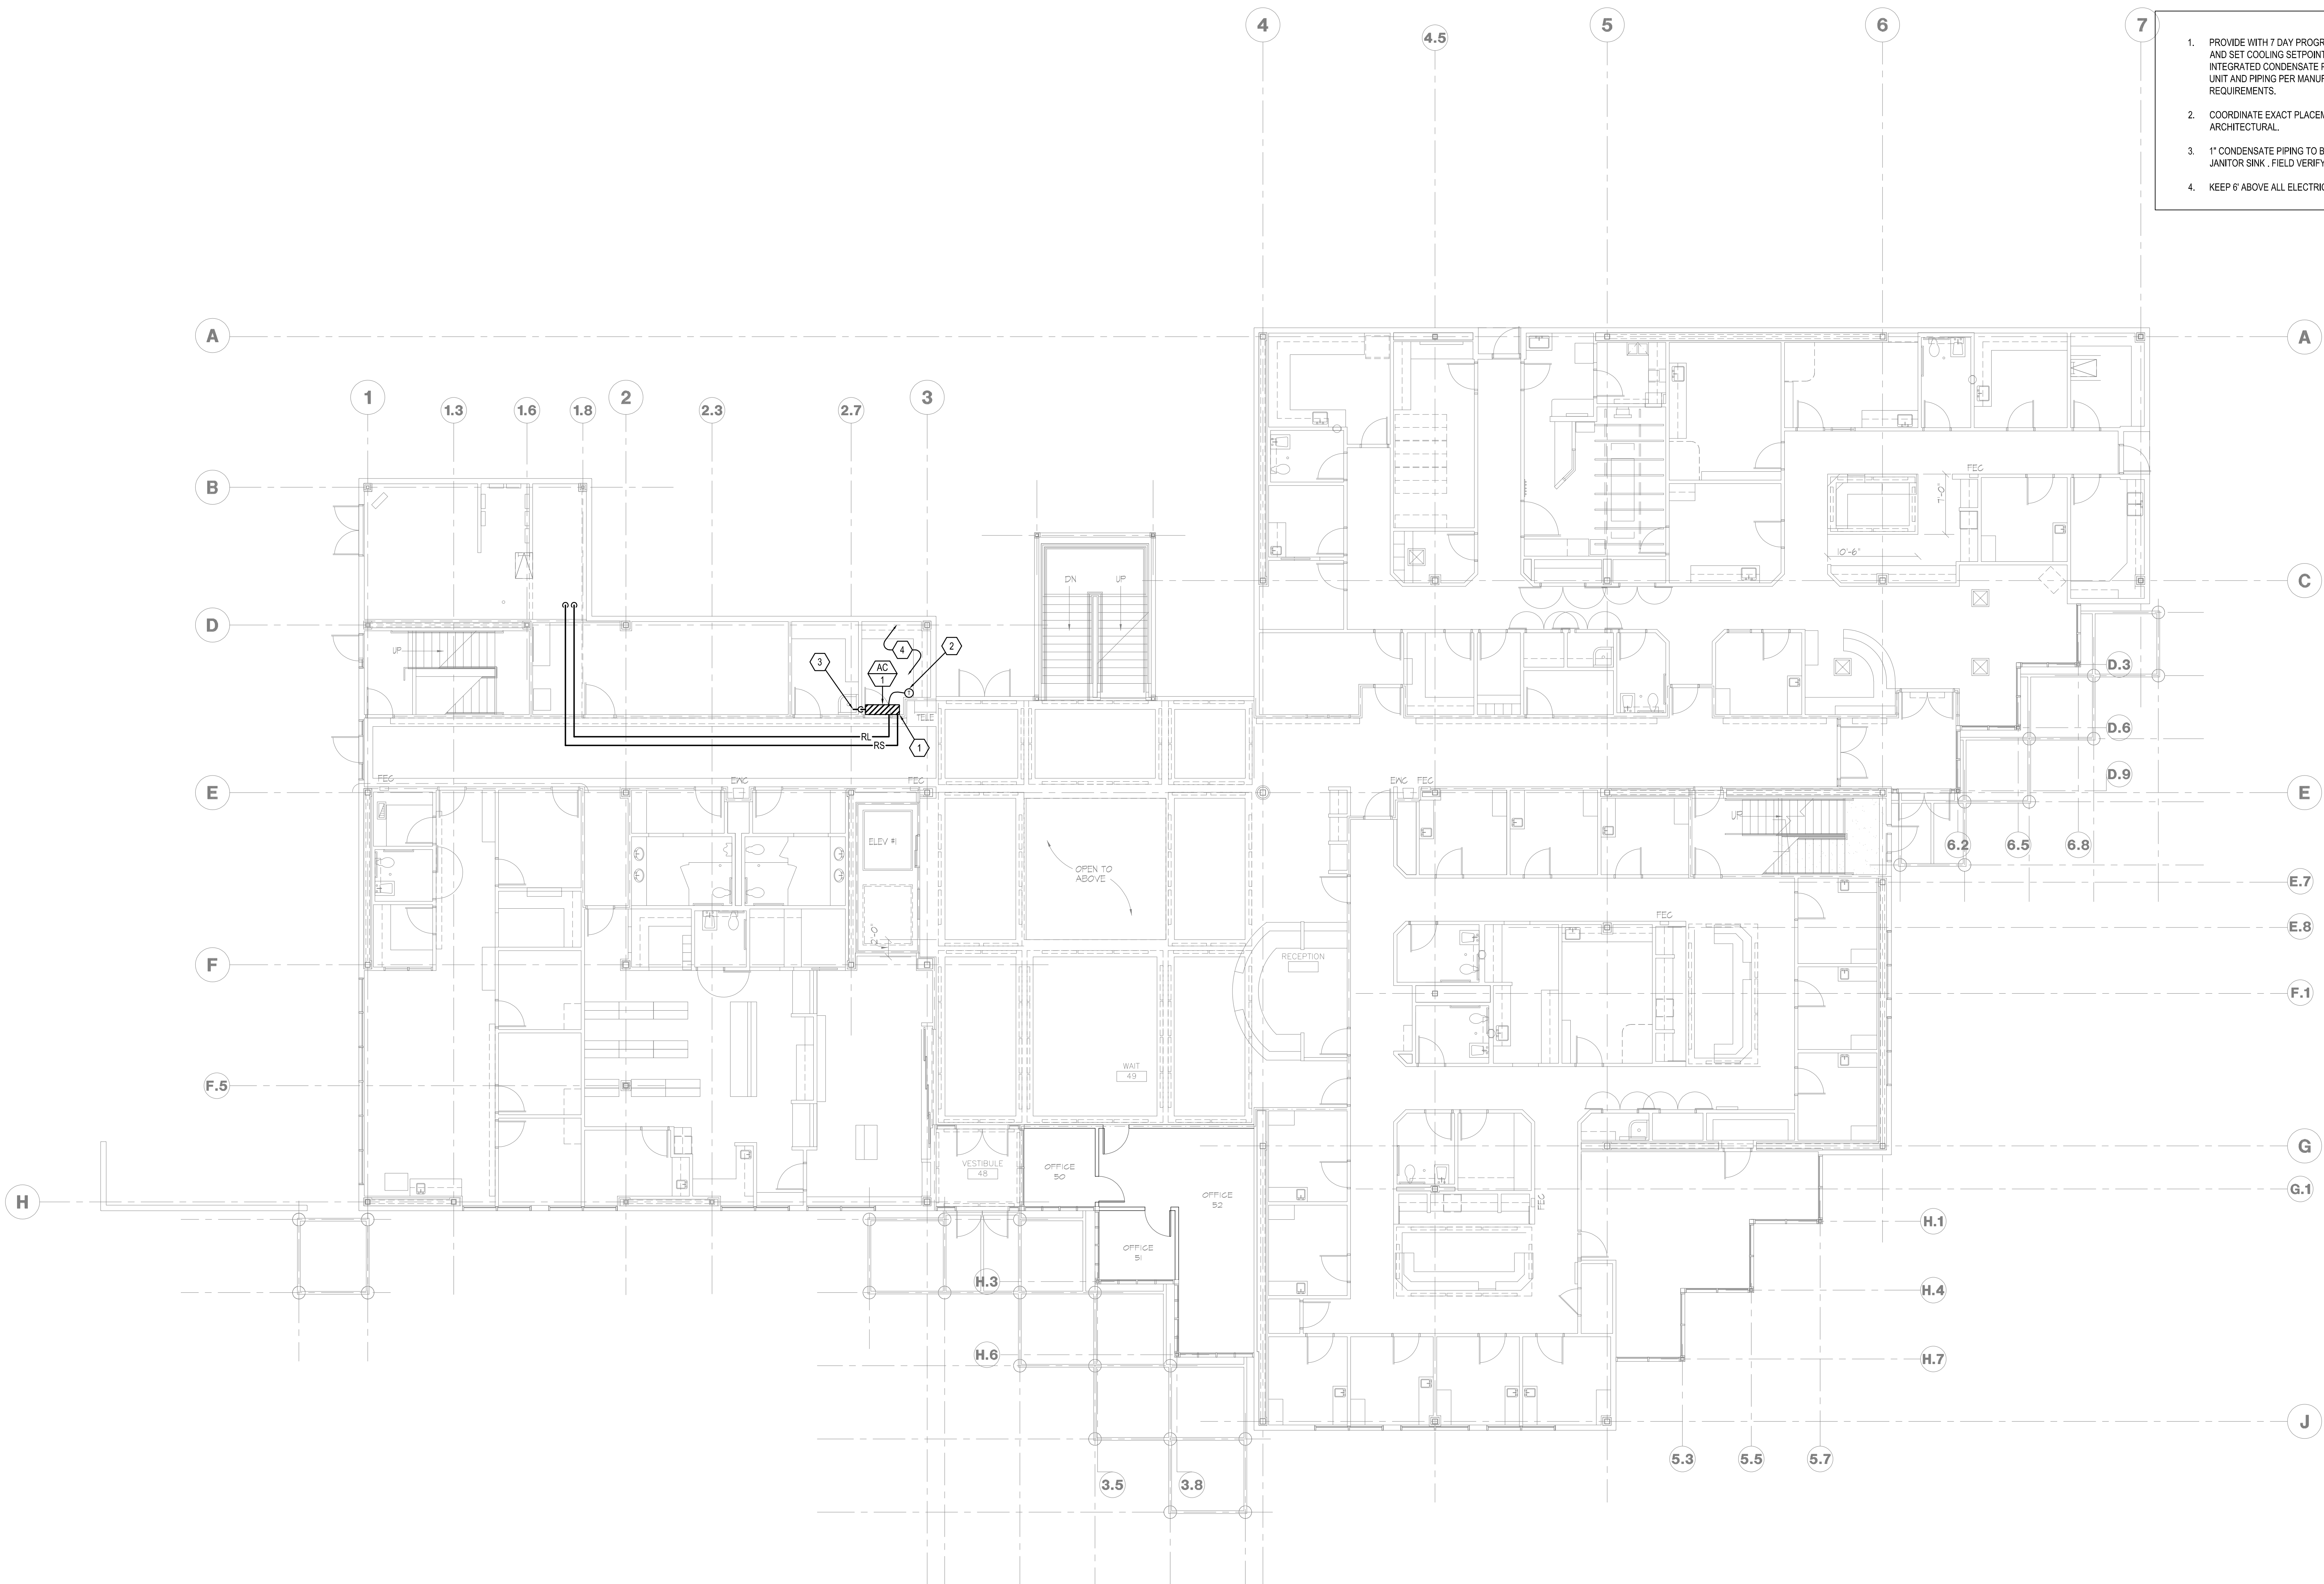 4
4.5
5
6
7
1. PROVIDE WITH 7 DAY PROGR
AND SET COOLING SETPOINT
INTEGRATED CONDENSATE
UNIT AND PIPING PER
REQUIREMENTS.
2. COORDINATE EXACT
ARCHITECTURAL.
3. 1" CONDENSATE PIPING TO
JANITOR SINK , FIELD VERIFY
4. KEEP 6' ABOVE ALL
A
A
1
1.3
1.6
1.8
2
2.3
2.7
3
B
FEC
10'-6"
DN
UP
C
D
UP
4
2
3
AC
1
D.3
TELE
RL
RS
1
D.6
D.9
FEC
EWC
FEC
EWC
FEC
E
E
UP
ELEV #1
6.2
6.5
6.8
OPEN TO
ABOVE
E.7
FEC
E.8
RECEPTION
F
F.1
WAIT
49
F.5
VESTIBULE
48
OFFICE
50
G
OFFICE
52
G.1
H
FEC
H.1
OFFICE
51
H.3
H.4
H.6
H.7
J
5.3
5.5
5.7
3.5
3.8